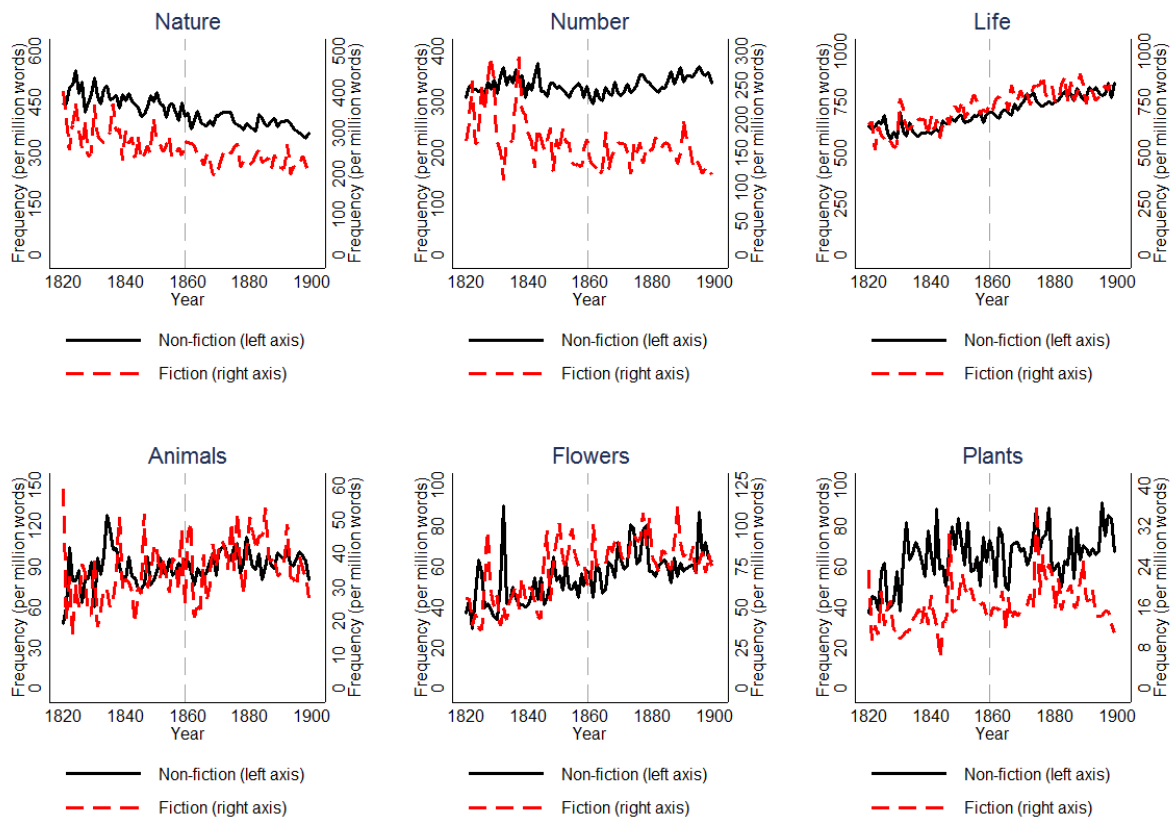 Nature
Frequency (per million words)
0 150 300 450 600
0 100 200 300 400 500
Frequency (per million words)
1820 1840 1860 1880 1900
Year
Non-fiction (left axis)
Fiction (right axis)
Number
Frequency (per million words)
0 100 200 300 400
0 50 100 150 200 250 300
Frequency (per million words)
1820 1840 1860 1880 1900
Year
Non-fiction (left axis)
Fiction (right axis)
Life
Frequency (per million words)
0 250 500 750 1000
0 200 400 600 800 1000
Frequency (per million words)
1820 1840 1860 1880 1900
Year
Non-fiction (left axis)
Fiction (right axis)
Animals
Frequency (per million words)
0 30 60 90 120 150
0 10 20 30 40 50 60
Frequency (per million words)
1820 1840 1860 1880 1900
Year
Non-fiction (left axis)
Fiction (right axis)
Flowers
Frequency (per million words)
0 20 40 60 80 100
0 25 50 75 100 125
Frequency (per million words)
1820 1840 1860 1880 1900
Year
Non-fiction (left axis)
Fiction (right axis)
Plants
Frequency (per million words)
0 20 40 60 80 100
0 8 16 24 32 40
Frequency (per million words)
1820 1840 1860 1880 1900
Year
Non-fiction (left axis)
Fiction (right axis)